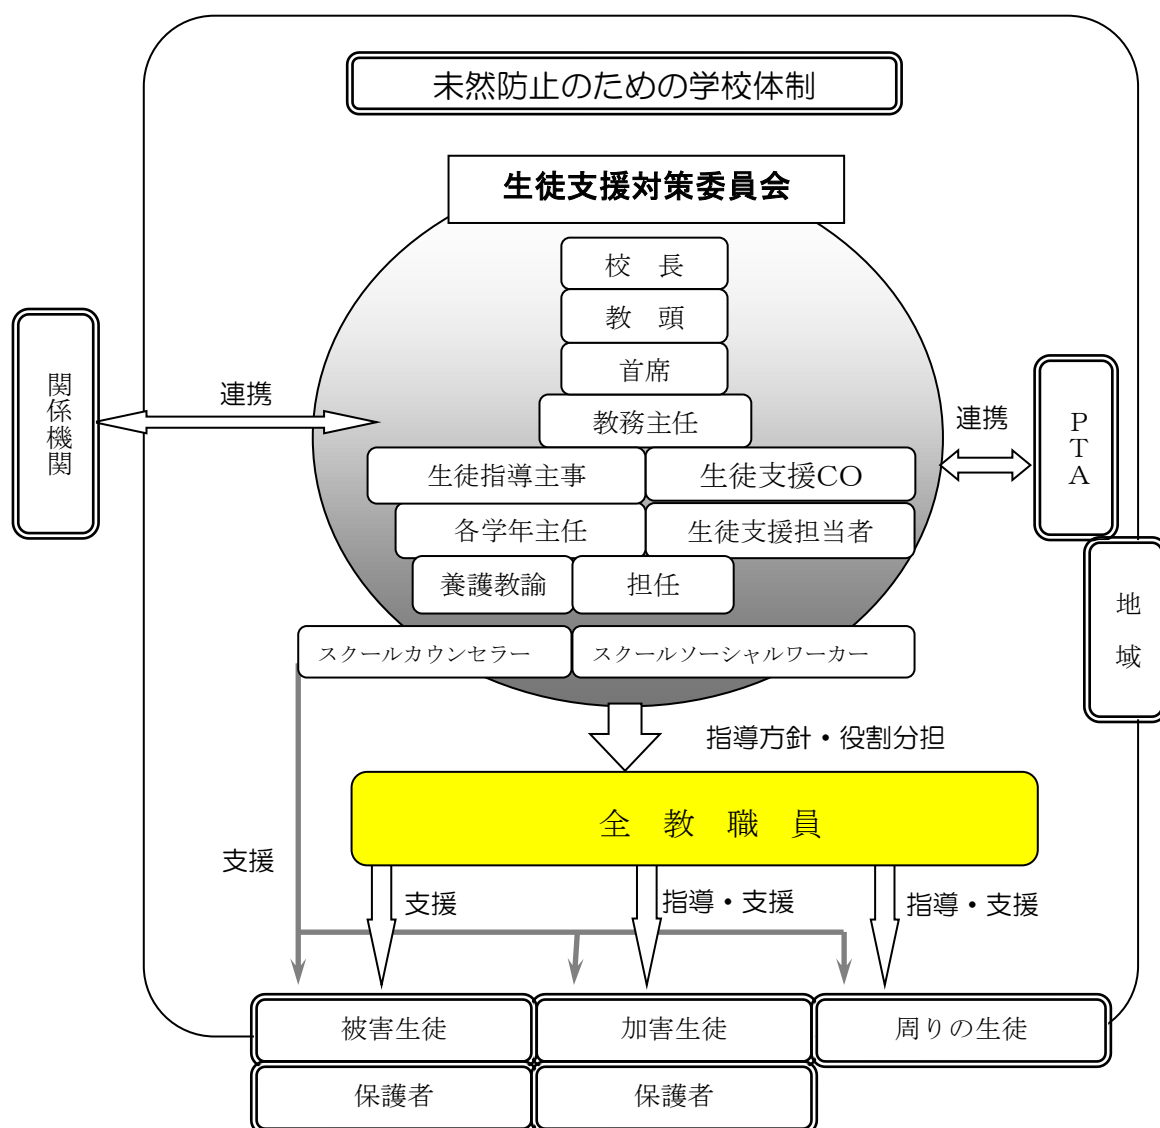 未然防止のための学校体制
生徒支援対策委員会
校　長
教　頭
首席
教務主任
生徒指導主事
生徒支援CO
各学年主任
生徒支援担当者
養護教諭
担任
スクールカウンセラー
スクールソーシャルワーカー
関係機関
連携
連携
PTA
地域
指導方針・役割分担
全　教　職　員
支援
支援
指導・支援
指導・支援
被害生徒
加害生徒
周りの生徒
保護者
保護者